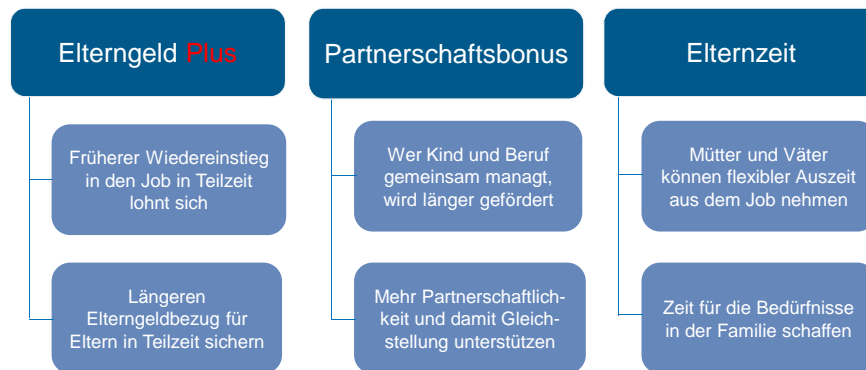 Elterngeld Plus
Früherer Wiedereinstieg
in den Job in Teilzeit
lohnt sich
Längeren
Elterngeldbezug für
Eltern in Teilzeit sichern
Partnerschaftsbonus
Wer Kind und Beruf
gemeinsam managt,
wird länger gefördert
Mehr Partnerschaftlich-
keit und damit Gleich-
stellung unterstützen
Elternzeit
Mütter und Väter
können flexibler Auszeit
aus dem Job nehmen
Zeit für die Bedürfnisse
in der Familie schaffen